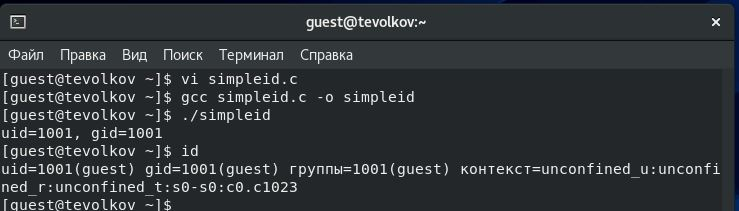 guest@tevolkov:~
Файл Правка Вид Поиск Терминал Справка
[guest@tevolkov ~]$ vi simpleid.c
[guest@tevolkov ~]$ gcc simpleid.c -o simpleid
[guest@tevolkov ~]$ ./simpleid
uid=1001, gid=1001
[guest@tevolkov ~]$ id
uid=1001(guest) gid=1001(guest) группы=1001(guest) контекст=unconfined_u:unconfi
ned_r:unconfined_t:s0-s0:c0.c1023
[guest@tevolkov ~]$